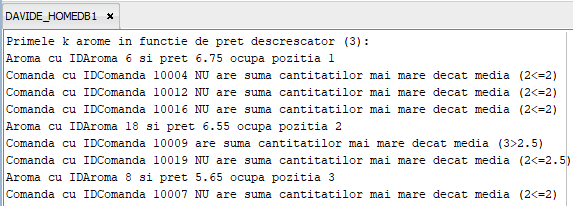 DAVIDE_HOMEDB1 ×
Primele k arome in functie de pret descrescator (3):
Aroma cu IDAroma 6 si pret 6.75 ocupa pozitia 1
Comanda cu IDComanda 10004 NU are suma cantitatilor mai mare decat media (2<=2)
Comanda cu IDComanda 10012 NU are suma cantitatilor mai mare decat media (2<=2)
Comanda cu IDComanda 10016 NU are suma cantitatilor mai mare decat media (2<=2)
Aroma cu IDAroma 18 si pret 6.55 ocupa pozitia 2
Comanda cu IDComanda 10009 are suma cantitatilor mai mare decat media (3>2.5)
Comanda cu IDComanda 10019 NU are suma cantitatilor mai mare decat media (2<=2.5)
Aroma cu IDAroma 8 si pret 5.65 ocupa pozitia 3
Comanda cu IDComanda 10007 NU are suma cantitatilor mai mare decat media (2<=2)